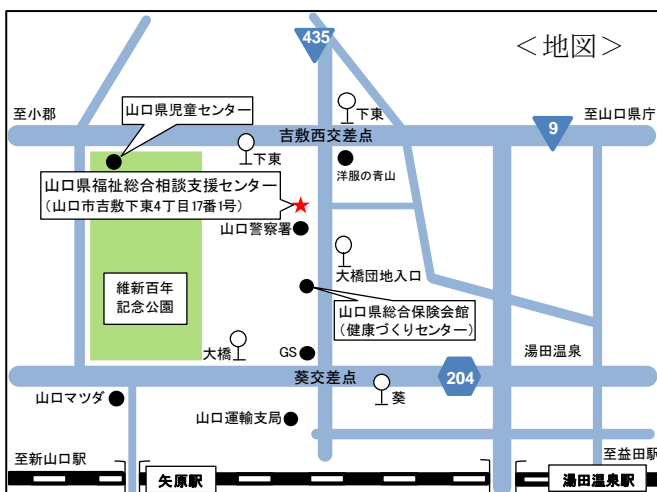 435
＜地図＞
至小郡
山口県児童センター
下東
至山口県庁
9
吉敷西交差点
下東
洋服の青山
山口県福祉総合相談支援センター
（山口市吉敷下東4丁目17番1号）
山口警察署
大橋団地入口
維新百年
記念公園
山口県総合保険会館
（健康づくりセンター）
大橋
GS
湯田温泉
葵交差点
204
山口マツダ
葵
山口運輸支局
至新山口駅
至益田駅
矢原駅
湯田温泉駅